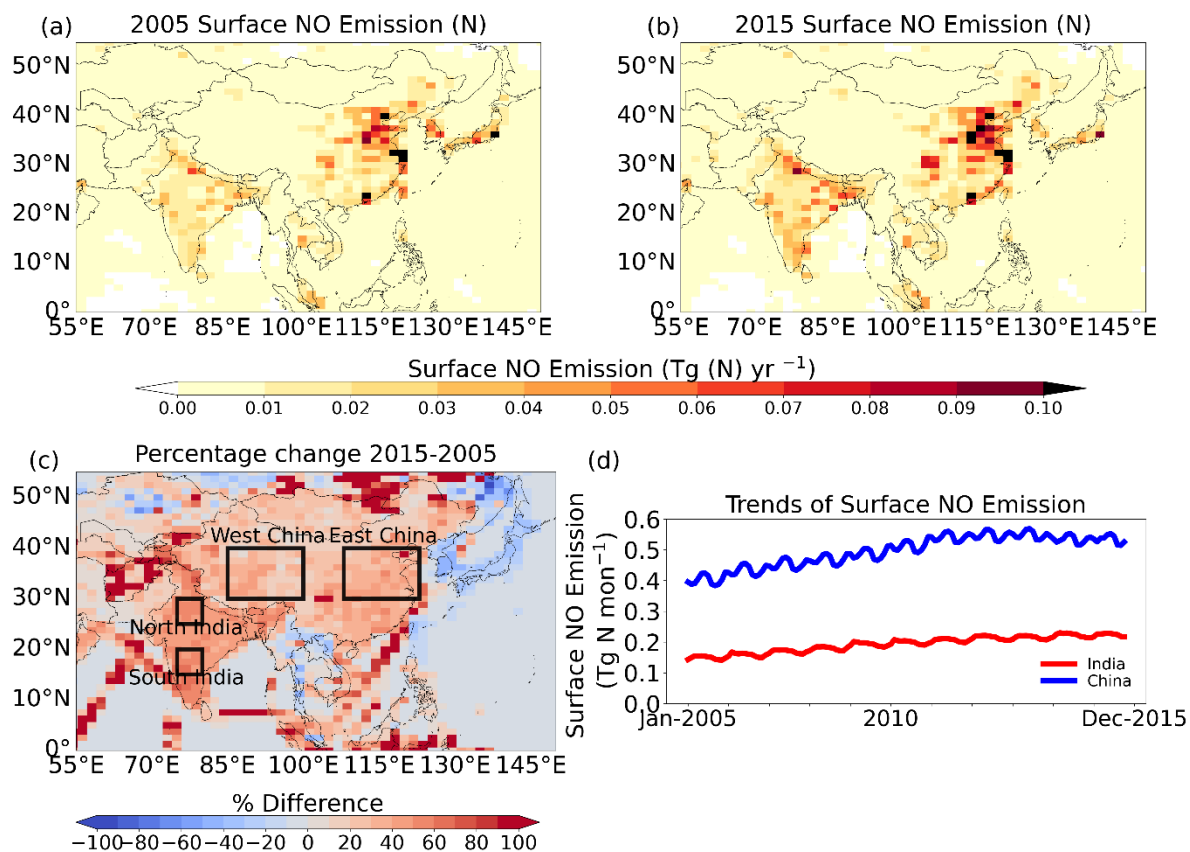 (a) 2005 Surface NO Emission (N)
(b) 2015 Surface NO Emission (N)
50°N
40°N
30°N
20°N
10°N
0°
55°E 70°E 85°E 100°E 115°E 130°E 145°E
50°N
40°N
30°N
20°N
10°N
0°
55°E 70°E 85°E 100°E 115°E 130°E 145°E
Surface NO Emission (Tg (N) yr ⁻¹)
0.00 0.01 0.02 0.03 0.04 0.05 0.06 0.07 0.08 0.09 0.10
(c) Percentage change 2015-2005
50°N
40°N
30°N
20°N
10°N
0°
West China East China
North India
South India
55°E 70°E 85°E 100°E 115°E 130°E 145°E
% Difference
−100 −80 −60 −40 −20 0 20 40 60 80 100
(d)
Trends of Surface NO Emission
Surface NO Emission
(Tg N mon⁻¹)
0.6
0.5
0.4
0.3
0.2
0.1
0.0
India
China
Jan-2005 2010 Dec-2015